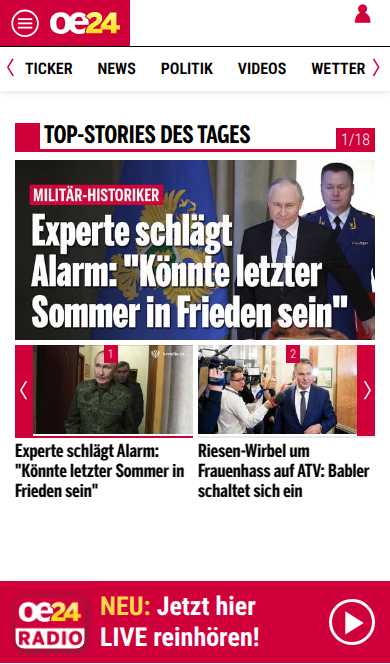 oe24
TICKER NEWS POLITIK VIDEOS WETTER
TOP-STORIES DES TAGES
1/18
MILITÄR-HISTORIKER
Experte schlägt
Alarm: "Könnte letzter
Sommer in Frieden sein"
1
2
Experte schlägt Alarm:
"Könnte letzter Sommer in
Frieden sein"
Riesen-Wirbel um
Frauenhass auf ATV: Babler
schaltet sich ein
oe24
RADIO
NEU: Jetzt hier
LIVE reinhören!